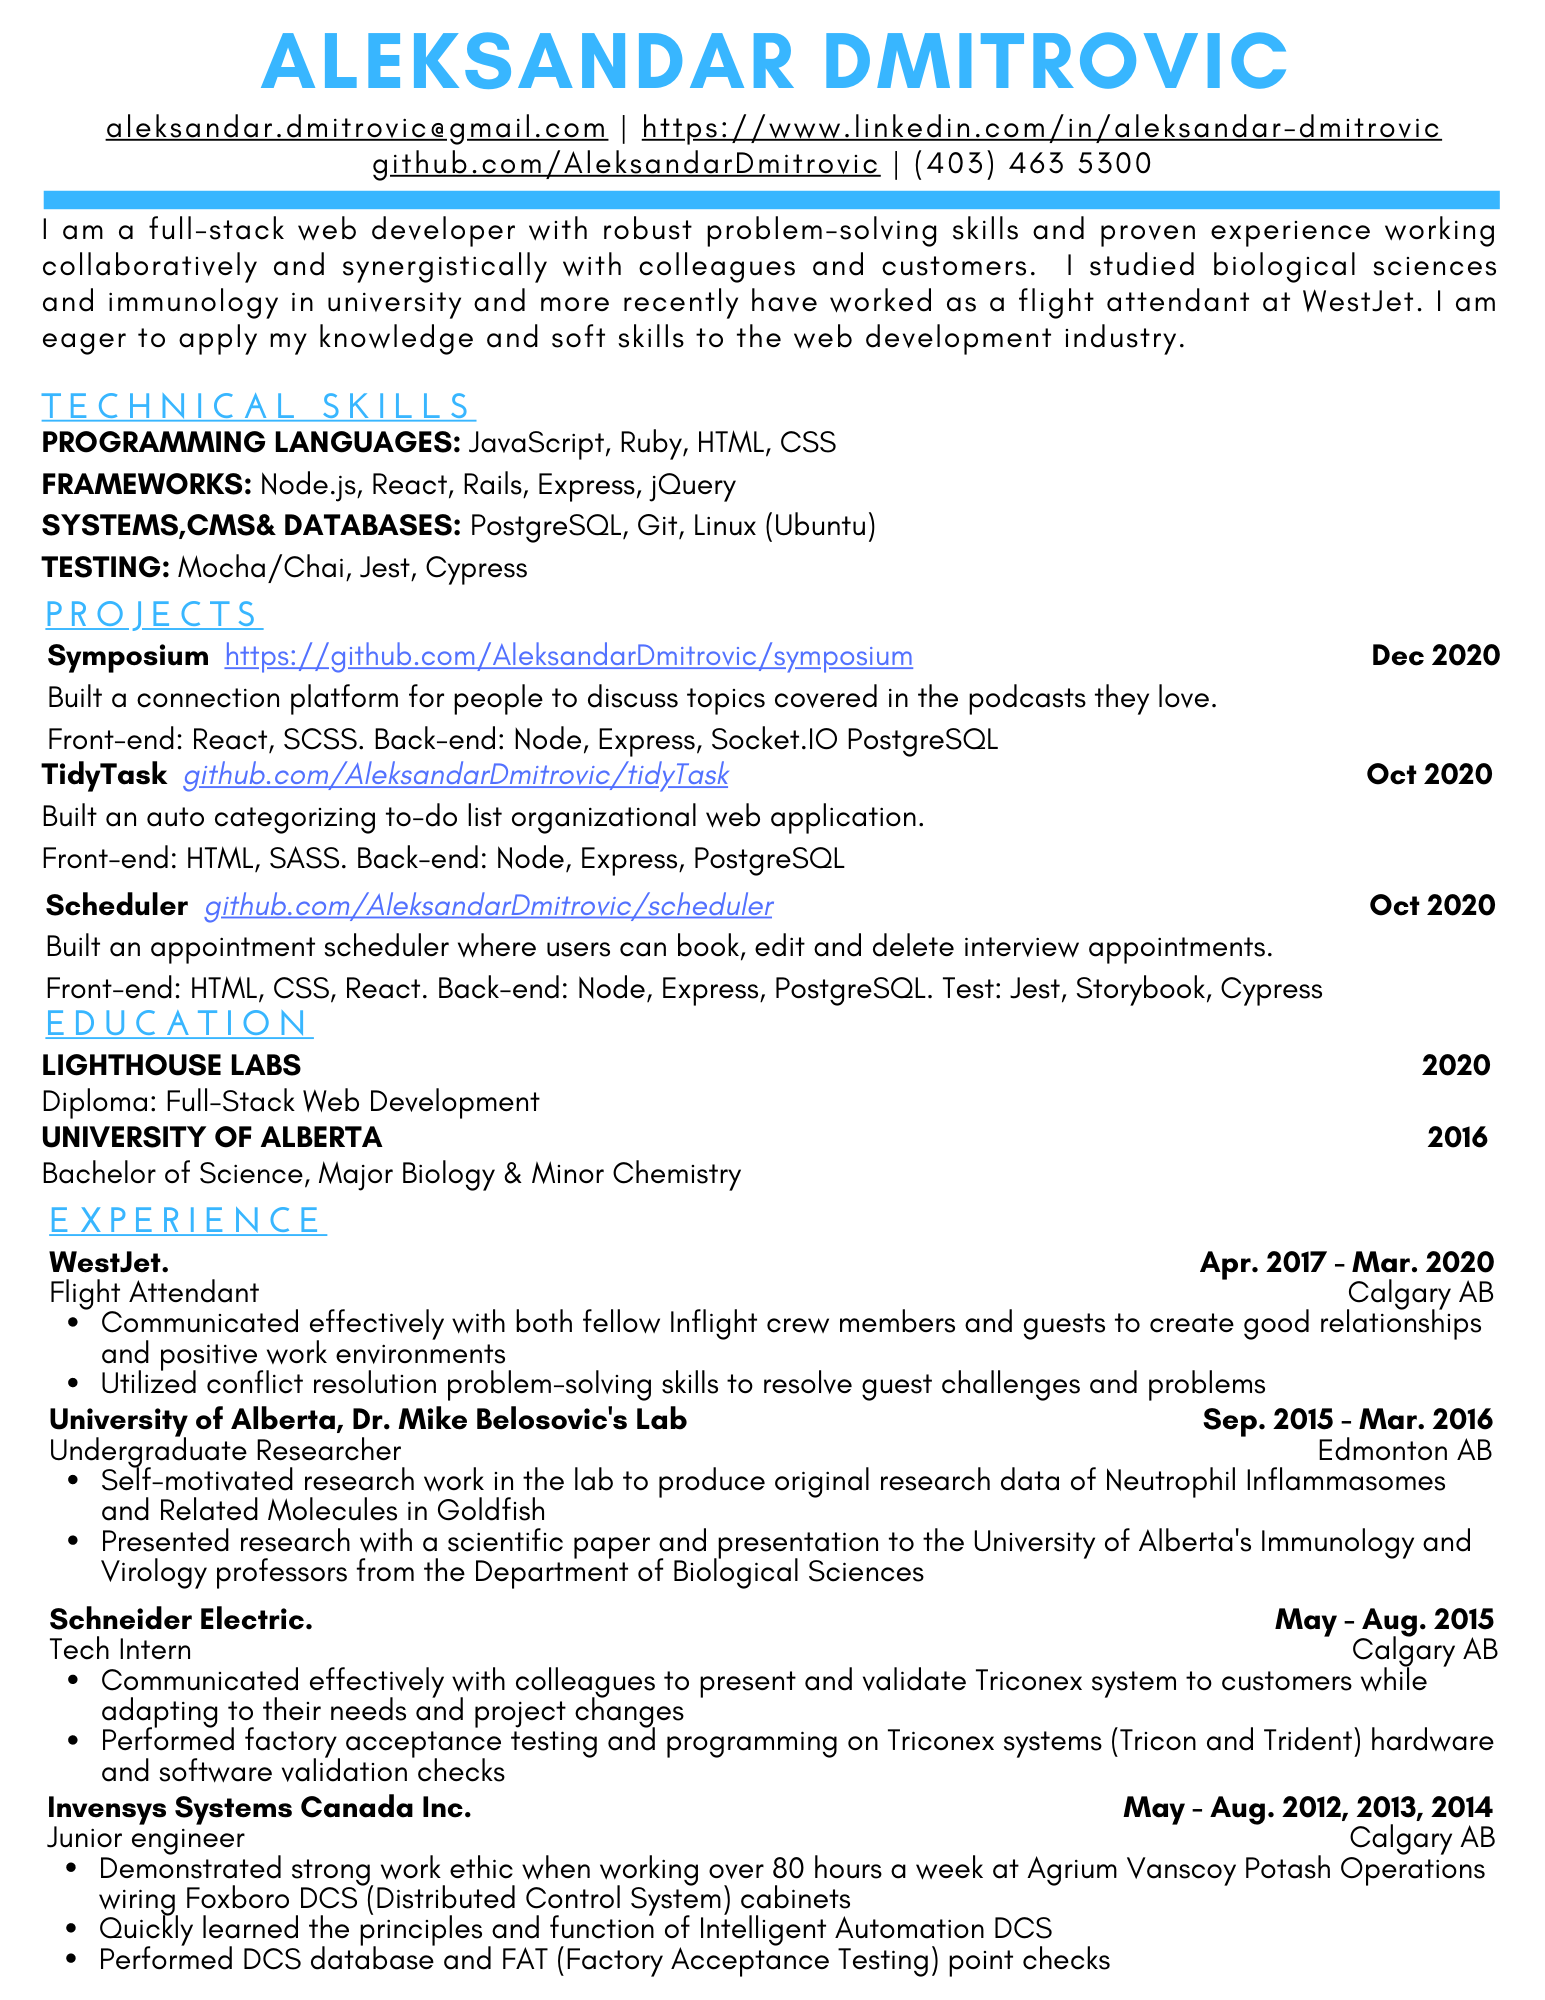 ALEKSANDAR DMITROVIC
aleksandar.dmitrovic@gmail.com | https://www.linkedin.com/in/aleksandar-dmitrovic
github.com/AleksandarDmitrovic | (403) 463 5300
I am a full-stack web developer with robust problem-solving skills and proven experience working
collaboratively and synergistically with colleagues and customers. I studied biological sciences
and immunology in university and more recently have worked as a flight attendant at WestJet. I am
eager to apply my knowledge and soft skills to the web development industry.
TECHNICAL SKILLS
PROGRAMMING LANGUAGES: JavaScript, Ruby, HTML, CSS
FRAMEWORKS: Node.js, React, Rails, Express, jQuery
SYSTEMS,CMS& DATABASES: PostgreSQL, Git, Linux (Ubuntu)
TESTING: Mocha/Chai, Jest, Cypress
PROJECTS
Symposium https://github.com/AleksandarDmitrovic/symposium Dec 2020
Built a connection platform for people to discuss topics covered in the podcasts they love.
Front-end: React, SCSS. Back-end: Node, Express, Socket.IO PostgreSQL
TidyTask github.com/AleksandarDmitrovic/tidyTask Oct 2020
Built an auto categorizing to-do list organizational web application.
Front-end: HTML, SASS. Back-end: Node, Express, PostgreSQL
Scheduler github.com/AleksandarDmitrovic/scheduler Oct 2020
Built an appointment scheduler where users can book, edit and delete interview appointments.
Front-end: HTML, CSS, React. Back-end: Node, Express, PostgreSQL. Test: Jest, Storybook, Cypress
EDUCATION
LIGHTHOUSE LABS 2020
Diploma: Full-Stack Web Development
UNIVERSITY OF ALBERTA 2016
Bachelor of Science, Major Biology & Minor Chemistry
EXPERIENCE
WestJet. Apr. 2017 - Mar. 2020
Flight Attendant Calgary AB
• Communicated effectively with both fellow Inflight crew members and guests to create good relationships
and positive work environments
• Utilized conflict resolution problem-solving skills to resolve guest challenges and problems
University of Alberta, Dr. Mike Belosovic's Lab Sep. 2015 - Mar. 2016
Undergraduate Researcher Edmonton AB
• Self-motivated research work in the lab to produce original research data of Neutrophil Inflammasomes
and Related Molecules in Goldfish
• Presented research with a scientific paper and presentation to the University of Alberta's Immunology and
Virology professors from the Department of Biological Sciences
Schneider Electric. May - Aug. 2015
Tech Intern Calgary AB
• Communicated effectively with colleagues to present and validate Triconex system to customers while
adapting to their needs and project changes
• Performed factory acceptance testing and programming on Triconex systems (Tricon and Trident) hardware
and software validation checks
Invensys Systems Canada Inc. May - Aug. 2012, 2013, 2014
Junior engineer Calgary AB
• Demonstrated strong work ethic when working over 80 hours a week at Agrium Vanscoy Potash Operations
wiring Foxboro DCS (Distributed Control System) cabinets
• Quickly learned the principles and function of Intelligent Automation DCS
• Performed DCS database and FAT (Factory Acceptance Testing) point checks